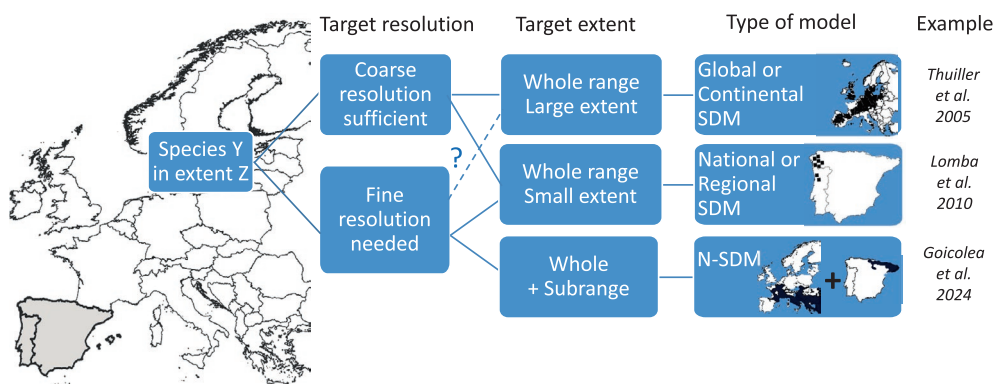 Target resolution
Target extent
Type of model
Example
Species Y
in extent Z
Coarse
resolution
sufficient
Fine
resolution
needed
?
Whole range
Large extent
Whole range
Small extent
Whole
+ Subrange
Global or
Continental
SDM
National or
Regional
SDM
N-SDM
+
Thuiller
et al.
2005
Lomba
et al.
2010
Goicolea
et al.
2024